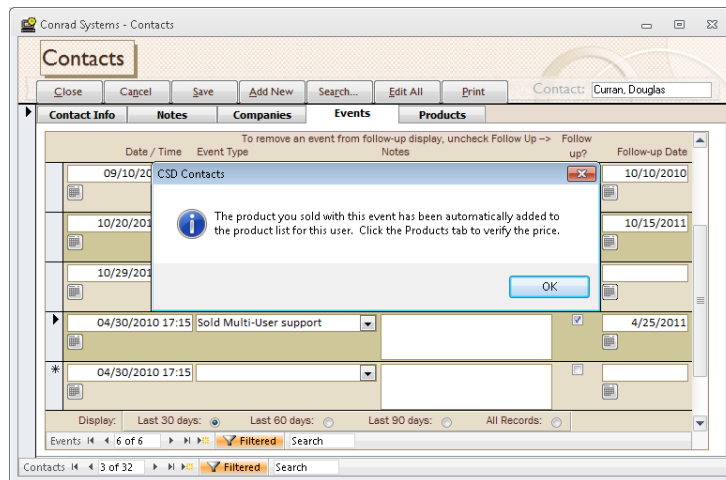 Conrad Systems - Contacts
Contacts
Close Cancel Save Add New Search... Edit All Print Contact: Curran, Douglas
Contact Info Notes Companies Events Products
To remove an event from follow-up display, uncheck Follow Up --> Follow
Date / Time Event Type Notes up? Follow-up Date
09/10/20 10/10/2010
CSD Contacts
The product you sold with this event has been automatically added to
the product list for this user. Click the Products tab to verify the price.
OK
10/20/201 10/15/2011
10/29/201
04/30/2010 17:15 Sold Multi-User support 4/25/2011
04/30/2010 17:15
Display: Last 30 days: Last 60 days: Last 90 days: All Records:
Events 6 of 6 Filtered Search
Contacts 3 of 32 Filtered Search